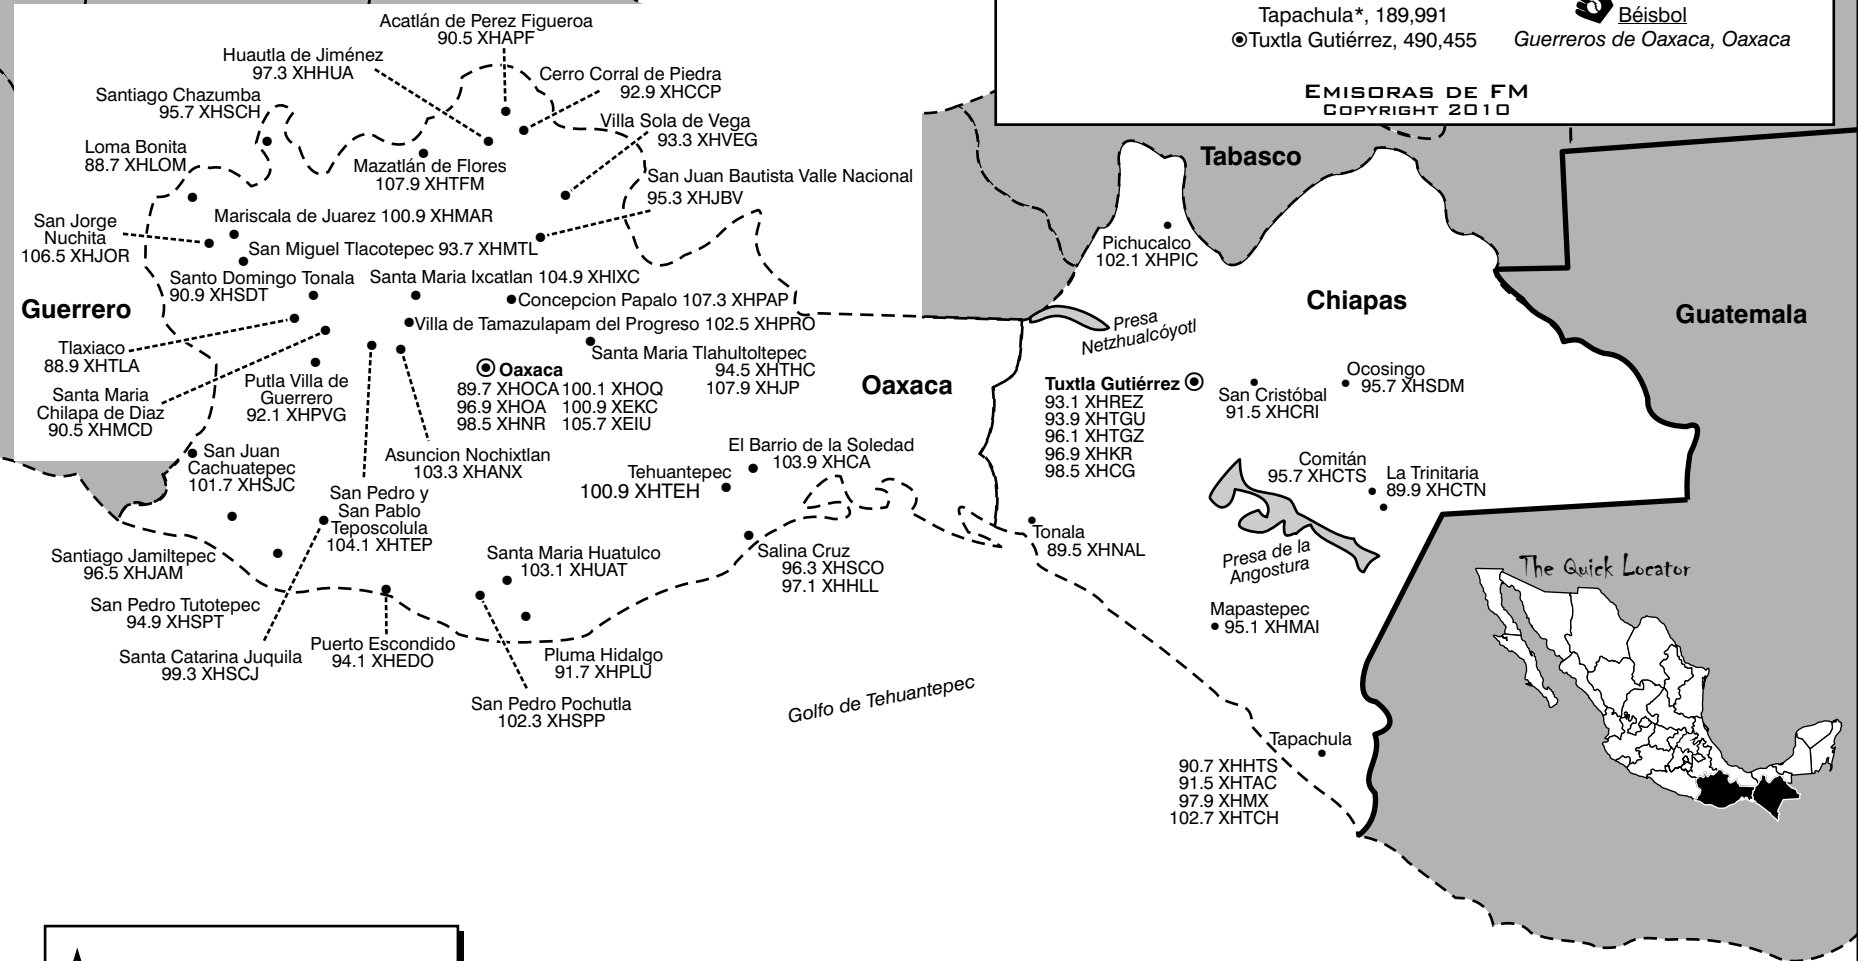 Tapachula*, 189,991
Tuxtla Gutiérrez, 490,455
Béisbol
Guerreros de Oaxaca, Oaxaca
EMISORAS DE FM
COPYRIGHT 2010
Acatlán de Perez Figueroa
90.5 XHAPF
Huautla de Jiménez
97.3 XHHUA
Cerro Corral de Piedra
92.9 XHCCP
Santiago Chazumba
95.7 XHSCH
Villa Sola de Vega
93.3 XHVEG
Loma Bonita
88.7 XHLOM
Mazatlán de Flores
107.9 XHTFM
San Juan Bautista Valle Nacional
95.3 XHJBV
San Jorge
Nuchita
106.5 XHJOR
Mariscala de Juarez 100.9 XHMAR
San Miguel Tlacotepec 93.7 XHMTL
Santo Domingo Tonala
90.9 XHSDT
Santa Maria Ixcatlan 104.9 XHIXC
Concepcion Papalo 107.3 XHPAP
Guerrero
Villa de Tamazulapam del Progreso 102.5 XHPRO
Tlaxiaco
88.9 XHTLA
Santa Maria Tlahultoltepec
94.5 XHTHC
107.9 XHJP
Santa Maria
Chilapa de Diaz
90.5 XHMCD
Putla Villa de
Guerrero
92.1 XHPVG
Oaxaca
89.7 XHOCA 100.1 XHOQ
96.9 XHOA 100.9 XEKC
98.5 XHNR 105.7 XEIU
Oaxaca
San Juan
Cachuatepec
101.7 XHSJC
Asuncion Nochixtlan
103.3 XHANX
El Barrio de la Soledad
103.9 XHCA
Tehuantepec
100.9 XHTEH
San Pedro y
San Pablo
Teposcolula
104.1 XHTEP
Santiago Jamiltepec
96.5 XHJAM
Santa Maria Huatulco
103.1 XHUAT
Salina Cruz
96.3 XHSCO
97.1 XHHLL
San Pedro Tutotepec
94.9 XHSPT
Santa Catarina Juquila
99.3 XHSCJ
Puerto Escondido
94.1 XHEDO
Pluma Hidalgo
91.7 XHPLU
San Pedro Pochutla
102.3 XHSPP
Golfo de Tehuantepec
Tabasco
Pichucalco
102.1 XHPIC
Chiapas
Guatemala
Presa
Netzhualcóyotl
Tuxtla Gutiérrez
93.1 XHREZ
93.9 XHTGU
96.1 XHTGZ
96.9 XHKR
98.5 XHCG
San Cristóbal
91.5 XHCRI
Ocosingo
95.7 XHSDM
Comitán
95.7 XHCTS
La Trinitaria
89.9 XHCTN
Tonala
89.5 XHNAL
Presa de la
Angostura
Mapastepec
95.1 XHMAI
Tapachula
90.7 XHHTS
91.5 XHTAC
97.9 XHMX
102.7 XHTCH
The Quick Locator